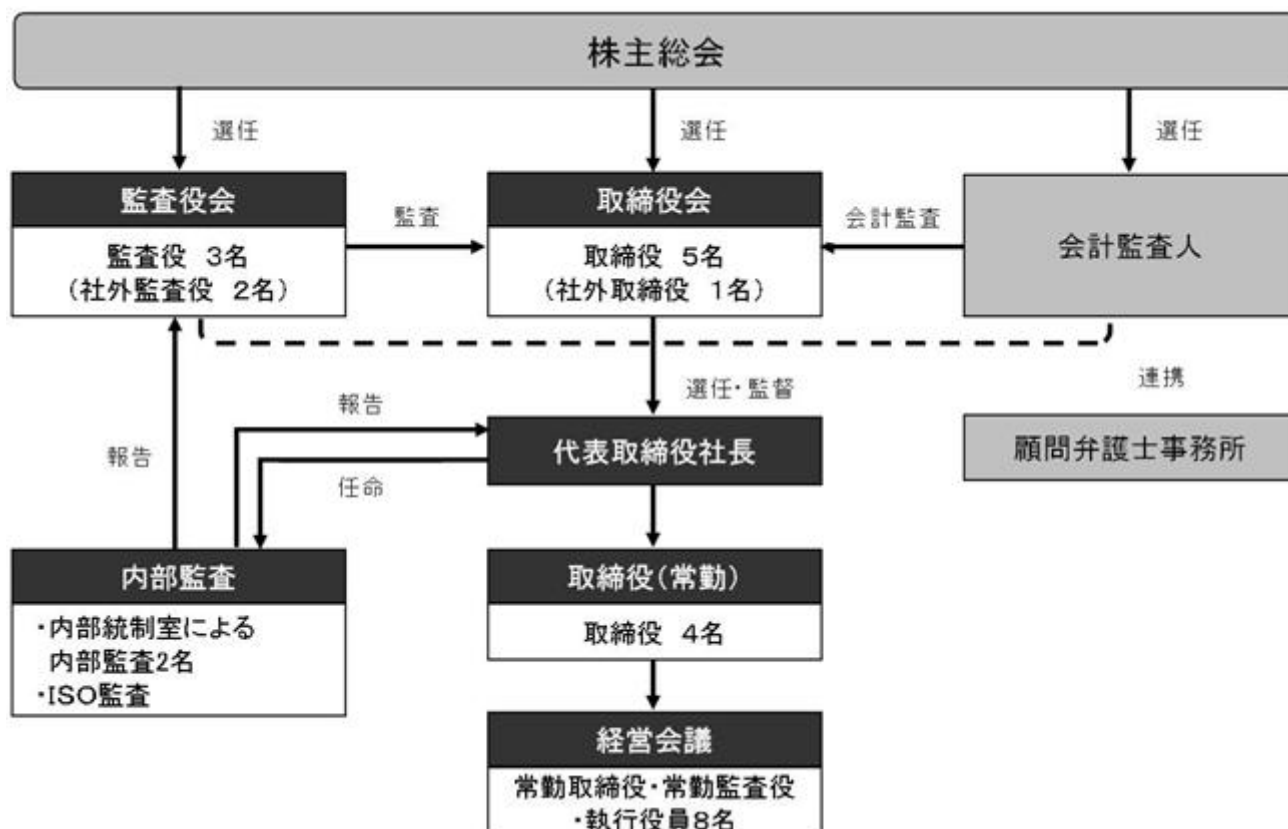 株主総会
選任
選任
選任
監査役会
監査役 3名
(社外監査役 2名)
監査
取締役会
取締役 5名
(社外取締役 1名)
会計監査
会計監査人
選任・監督
連携
報告
報告
任命
代表取締役社長
顧問弁護士事務所
内部監査
・内部統制室による
内部監査2名
・ISO監査
取締役(常勤)
取締役 4名
経営会議
常勤取締役・常勤監査役
・執行役員8名